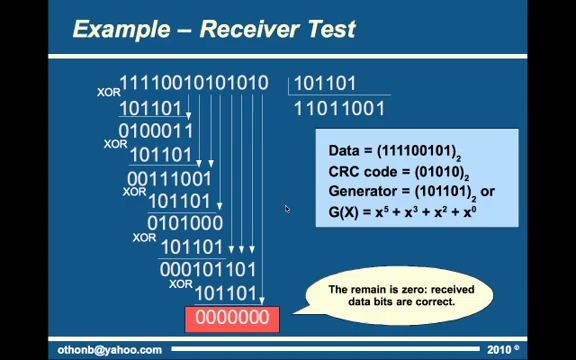 Example – Receiver Test
11110010101010 101101
XOR
101101 11011001
0100011
XOR
101101
00111001
XOR
101101
0101000
XOR
101101
000101101
XOR
101101
0000000
Data = (111100101)2
CRC code = (01010)2
Generator = (101101)2 or
G(X) = x5 + x3 + x2 + x0
The remain is zero: received
data bits are correct.
othonb@yahoo.com 2010 ©